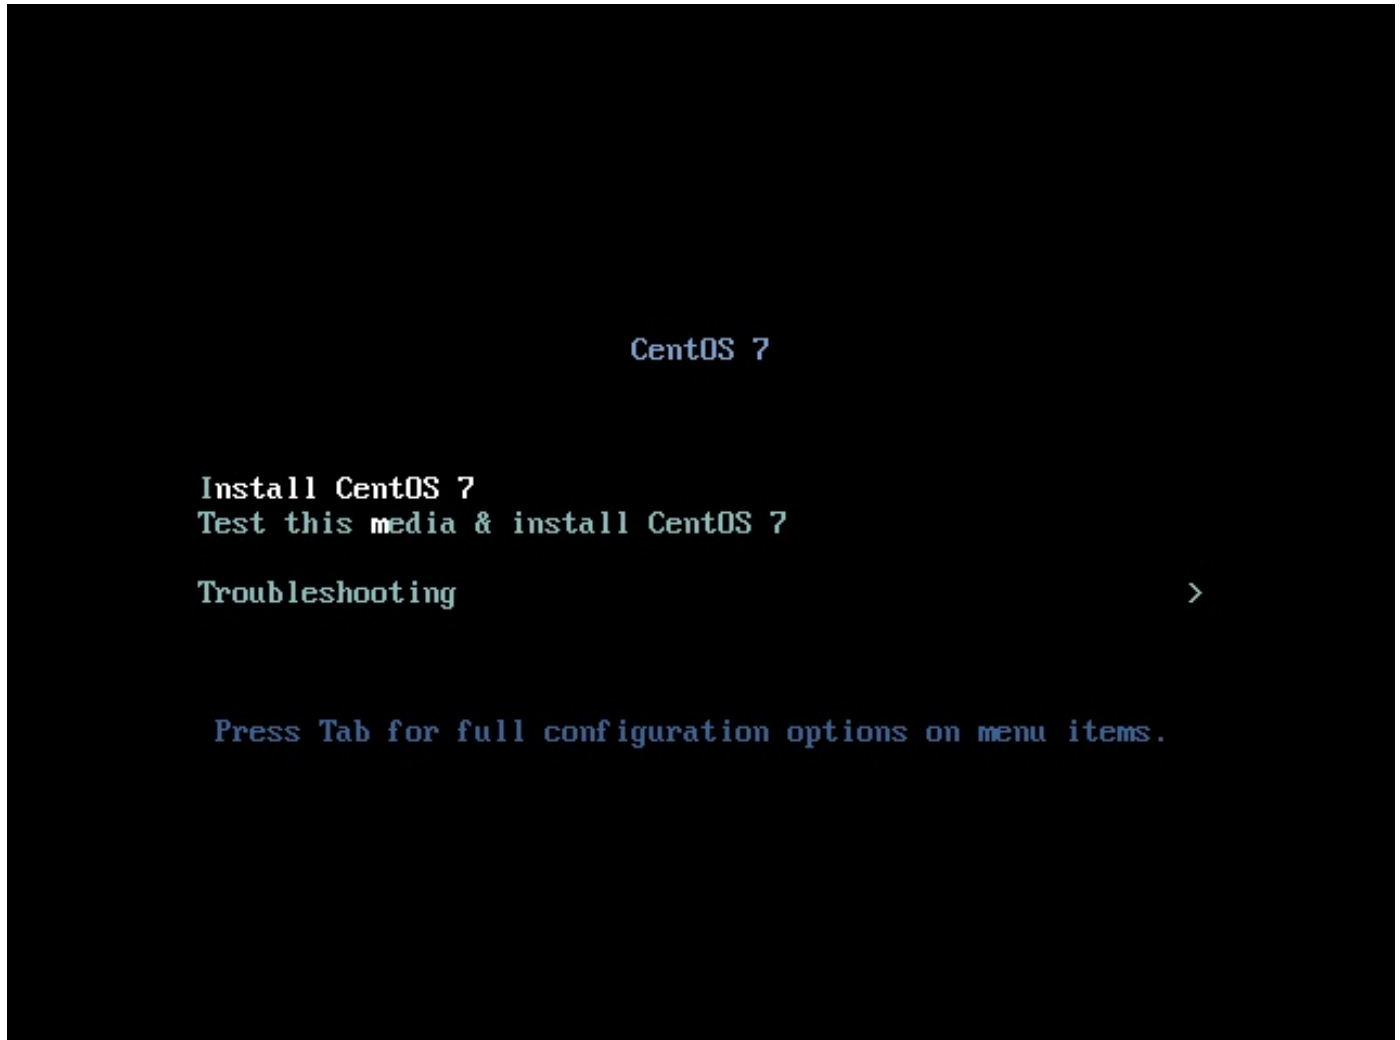 CentOS 7
Install CentOS 7
Test this media & install CentOS 7
Troubleshooting >
Press Tab for full configuration options on menu items.